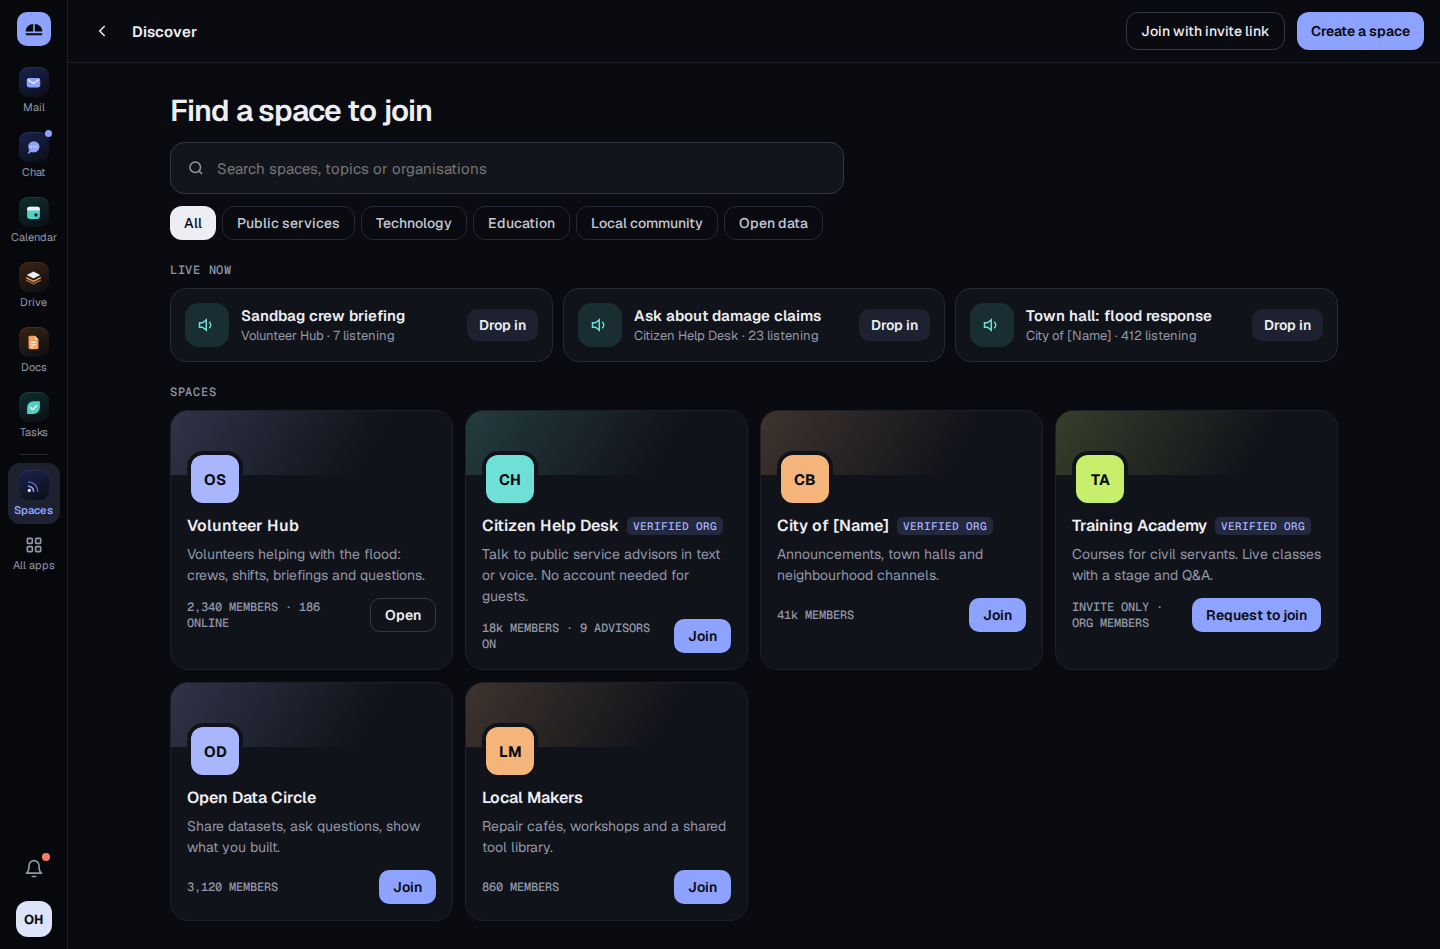 Discover
Join with invite link
Create a space
Mail
Chat
Calendar
Drive
Docs
Tasks
Spaces
All apps
OH
Find a space to join
Search spaces, topics or organisations
All
Public services
Technology
Education
Local community
Open data
LIVE NOW
Sandbag crew briefing
Volunteer Hub · 7 listening
Drop in
Ask about damage claims
Citizen Help Desk · 23 listening
Drop in
Town hall: flood response
City of [Name] · 412 listening
Drop in
SPACES
OS
Volunteer Hub
Volunteers helping with the flood:
crews, shifts, briefings and questions.
2,340 MEMBERS · 186
ONLINE
Open
CH
Citizen Help Desk VERIFIED ORG
Talk to public service advisors in text
or voice. No account needed for
guests.
18k MEMBERS · 9 ADVISORS
ON
Join
CB
City of [Name] VERIFIED ORG
Announcements, town halls and
neighbourhood channels.
41k MEMBERS
Join
TA
Training Academy VERIFIED ORG
Courses for civil servants. Live classes
with a stage and Q&A.
INVITE ONLY ·
ORG MEMBERS
Request to join
OD
Open Data Circle
Share datasets, ask questions, show
what you built.
3,120 MEMBERS
Join
LM
Local Makers
Repair cafés, workshops and a shared
tool library.
860 MEMBERS
Join